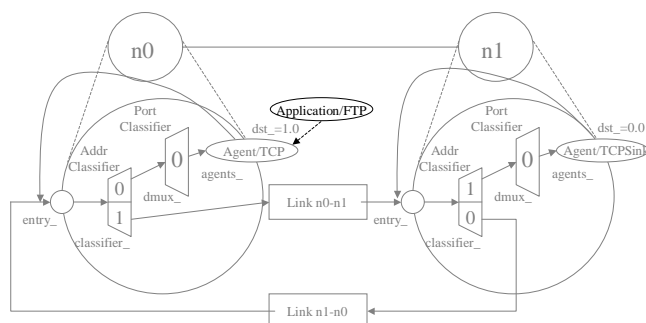 n0
n1
Application/FTP
Port
Classifier
dst_=1.0
Agent/TCP
Addr
Classifier
0
1
0
dmux_
agents_
entry_
classifier_
Link n0-n1
Port
Classifier
dst_=0.0
Agent/TCPSink
Addr
Classifier
1
0
0
dmux_
agents_
entry_
classifier_
Link n1-n0